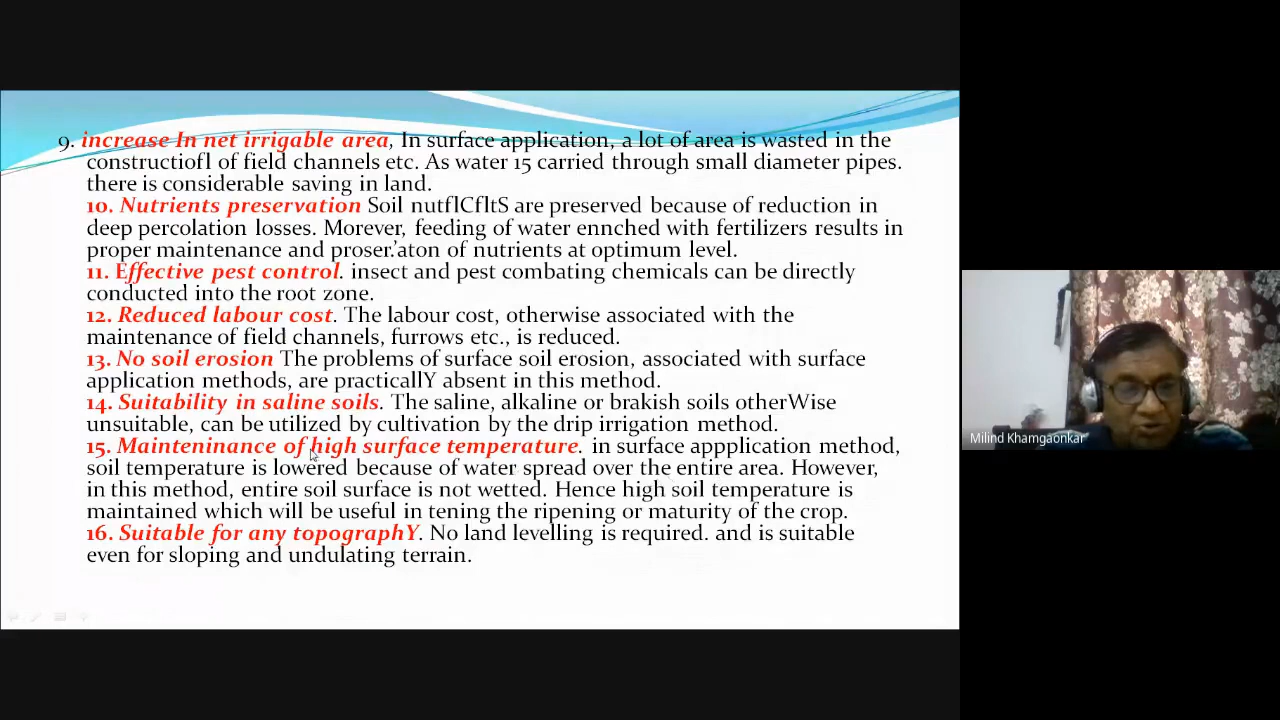 9. increase In net irrigable area, In surface application, a lot of area is wasted in the
constructiofl of field channels etc. As water 15 carried through small diameter pipes.
there is considerable saving in land.
10. Nutrients preservation Soil nutflCfltS are preserved because of reduction in
deep percolation losses. Morever, feeding of water ennched with fertilizers results in
proper maintenance and proser.’aton of nutrients at optimum level.
11. Effective pest control. insect and pest combating chemicals can be directly
conducted into the root zone.
12. Reduced labour cost. The labour cost, otherwise associated with the
maintenance of field channels, furrows etc., is reduced.
13. No soil erosion The problems of surface soil erosion, associated with surface
application methods, are practicallY absent in this method.
14. Suitability in saline soils. The saline, alkaline or brakish soils otherWise
unsuitable, can be utilized by cultivation by the drip irrigation method.
15. Mainteninance of high surface temperature. in surface appplication method,
soil temperature is lowered because of water spread over the entire area. However,
in this method, entire soil surface is not wetted. Hence high soil temperature is
maintained which will be useful in tening the ripening or maturity of the crop.
16. Suitable for any topographY. No land levelling is required. and is suitable
even for sloping and undulating terrain.
Milind Khamgaonkar